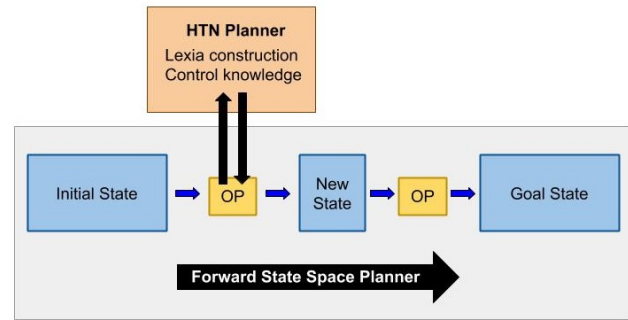 HTN Planner
Lexia construction
Control knowledge
Initial State
OP
New
State
OP
Goal State
Forward State Space Planner